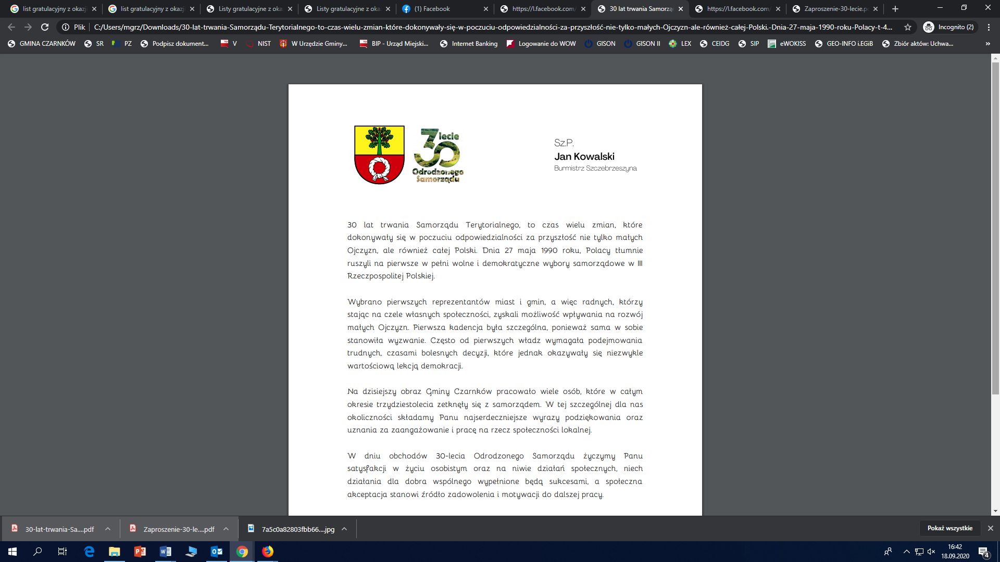 list gratulacyjny z okazj
list gratulacyjny z okazj
Listy gratulacyjne z oka
Listy gratulacyjne z oka
(1) Facebook
https://l.facebook.com/
30 lat trwania Samorzą
https://l.facebook.com/
Zaproszenie-30-lecie.p
Plik
C:/Users/mgrz/Downloads/30-lat-trwania-Samorządu-Terytorialnego-to-czas-wielu-zmian-które-dokonywały-się-w-poczuciu-odpowiedzialności-za-przyszłość-nie-tylko-małych-Ojczyzn-ale-również-całej-Polski.-Dnia-27-maja-1990-roku-Polacy-t-4...
Incognito (2)
GMINA CZARNKÓW
SR
PZ
Podpisz dokument...
V
NIST
W Urzędzie Gminy...
BIP - Urząd Miejski...
Internet Banking
Logowanie do WOW
GISON
GISON II
LEX
CEIDG
SIP
eWOKISS
GEO-INFO i.EGiB
Zbiór aktów: Uchwa...
»
30lecie
Odrodzonego
Samorządu
Sz.P.
Jan Kowalski
Burmistrz Szczebrzeszyna
30 lat trwania Samorządu Terytorialnego, to czas wielu zmian, które
dokonywały się w poczuciu odpowiedzialności za przyszłość nie tylko małych
Ojczyzn, ale również całej Polski. Dnia 27 maja 1990 roku, Polacy tłumnie
ruszyli na pierwsze w pełni wolne i demokratyczne wybory samorządowe w III
Rzeczpospolitej Polskiej.
Wybrano pierwszych reprezentantów miast i gmin, a więc radnych, którzy
stając na czele własnych społeczności, zyskali możliwość wpływania na rozwój
małych Ojczyzn. Pierwsza kadencja była szczególna, ponieważ sama w sobie
stanowiła wyzwanie. Często od pierwszych władz wymagała podejmowania
trudnych, czasami bolesnych decyzji, które jednak okazywały się niezwykle
wartościową lekcją demokracji.
Na dzisiejszy obraz Gminy Czarnków pracowało wiele osób, które w całym
okresie trzydziestolecia zetknęły się z samorządem. W tej szczególnej dla nas
okoliczności składamy Panu najserdeczniejsze wyrazy podziękowania oraz
uznania za zaangażowanie i pracę na rzecz społeczności lokalnej.
W dniu obchodów 30-lecia Odrodzonego Samorządu życzymy Panu
satysfakcji w życiu osobistym oraz na niwie działań społecznych, niech
działania dla dobra wspólnego wypełnione będą sukcesami, a społeczna
akceptacja stanowi źródło zadowolenia i motywacji do dalszej pracy.
30-lat-trwania-Sa....pdf
Zaproszenie-30-le....pdf
7a5c0a82803fbb66....jpg
Pokaż wszystkie
16:42
18.09.2020
4